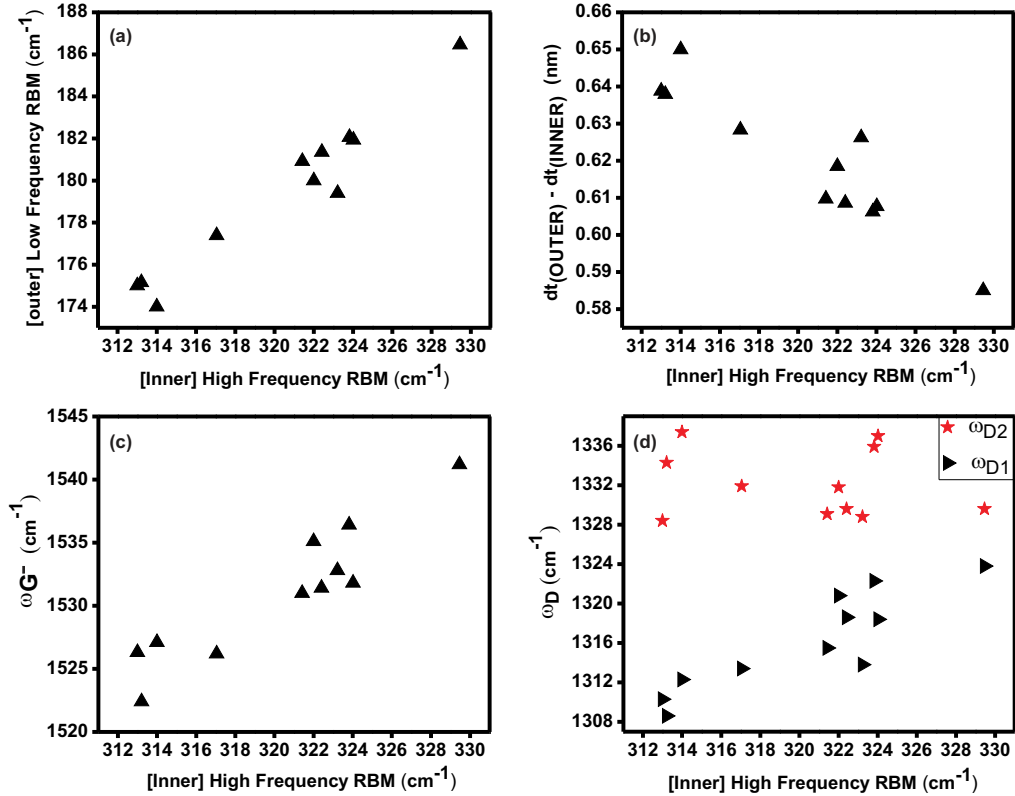 (a)
[outer] Low Frequency RBM (cm-1)
188
186
184
182
180
178
176
174
312 314 316 318 320 322 324 326 328 330
[Inner] High Frequency RBM (cm-1)
(b)
dt(OUTER) - dt(INNER) (nm)
0.66
0.65
0.64
0.63
0.62
0.61
0.60
0.59
0.58
312 314 316 318 320 322 324 326 328 330
[Inner] High Frequency RBM (cm-1)
(c)
ωG− (cm-1)
1545
1540
1535
1530
1525
1520
312 314 316 318 320 322 324 326 328 330
[Inner] High Frequency RBM (cm-1)
(d)
ωD2
ωD1
ωD (cm-1)
1336
1332
1328
1324
1320
1316
1312
1308
312 314 316 318 320 322 324 326 328 330
[Inner] High Frequency RBM (cm-1)